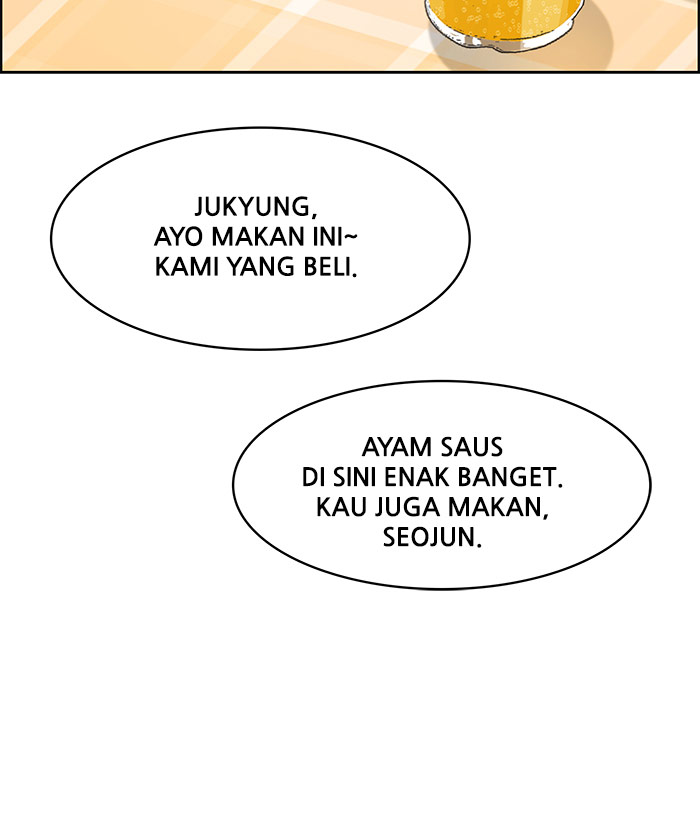 JUKYUNG,
AYO MAKAN INI~
KAMI YANG BELI.
AYAM SAUS
DI SINI ENAK BANGET.
KAU JUGA MAKAN,
SEOJUN.